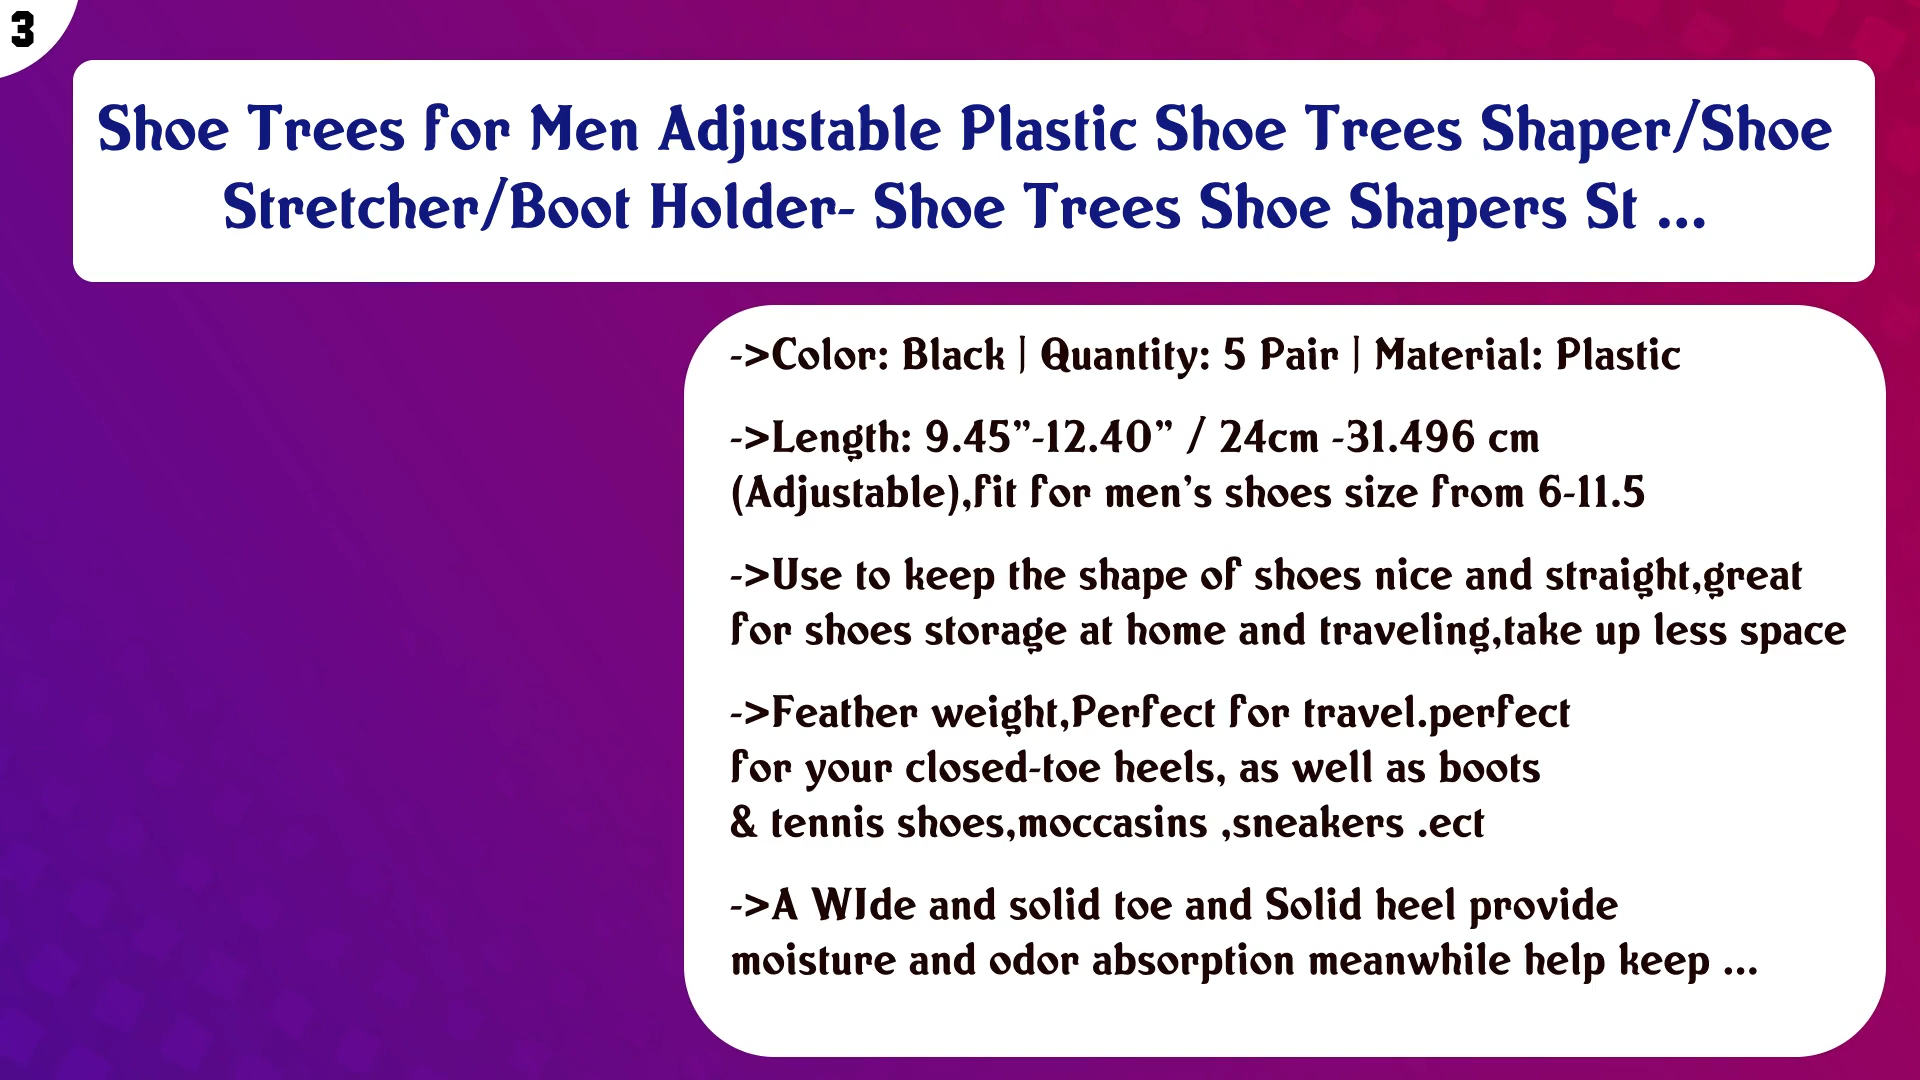 3
Shoe Trees for Men Adjustable Plastic Shoe Trees Shaper/Shoe
Stretcher/Boot Holder- Shoe Trees Shoe Shapers St ...
->Color: Black | Quantity: 5 Pair | Material: Plastic
->Length: 9.45”-12.40” / 24cm -31.496 cm
(Adjustable),fit for men’s shoes size from 6-11.5
->Use to keep the shape of shoes nice and straight,great
for shoes storage at home and traveling,take up less space
->Feather weight,Perfect for travel.perfect
for your closed-toe heels, as well as boots
& tennis shoes,moccasins ,sneakers .ect
->A WIde and solid toe and Solid heel provide
moisture and odor absorption meanwhile help keep ...